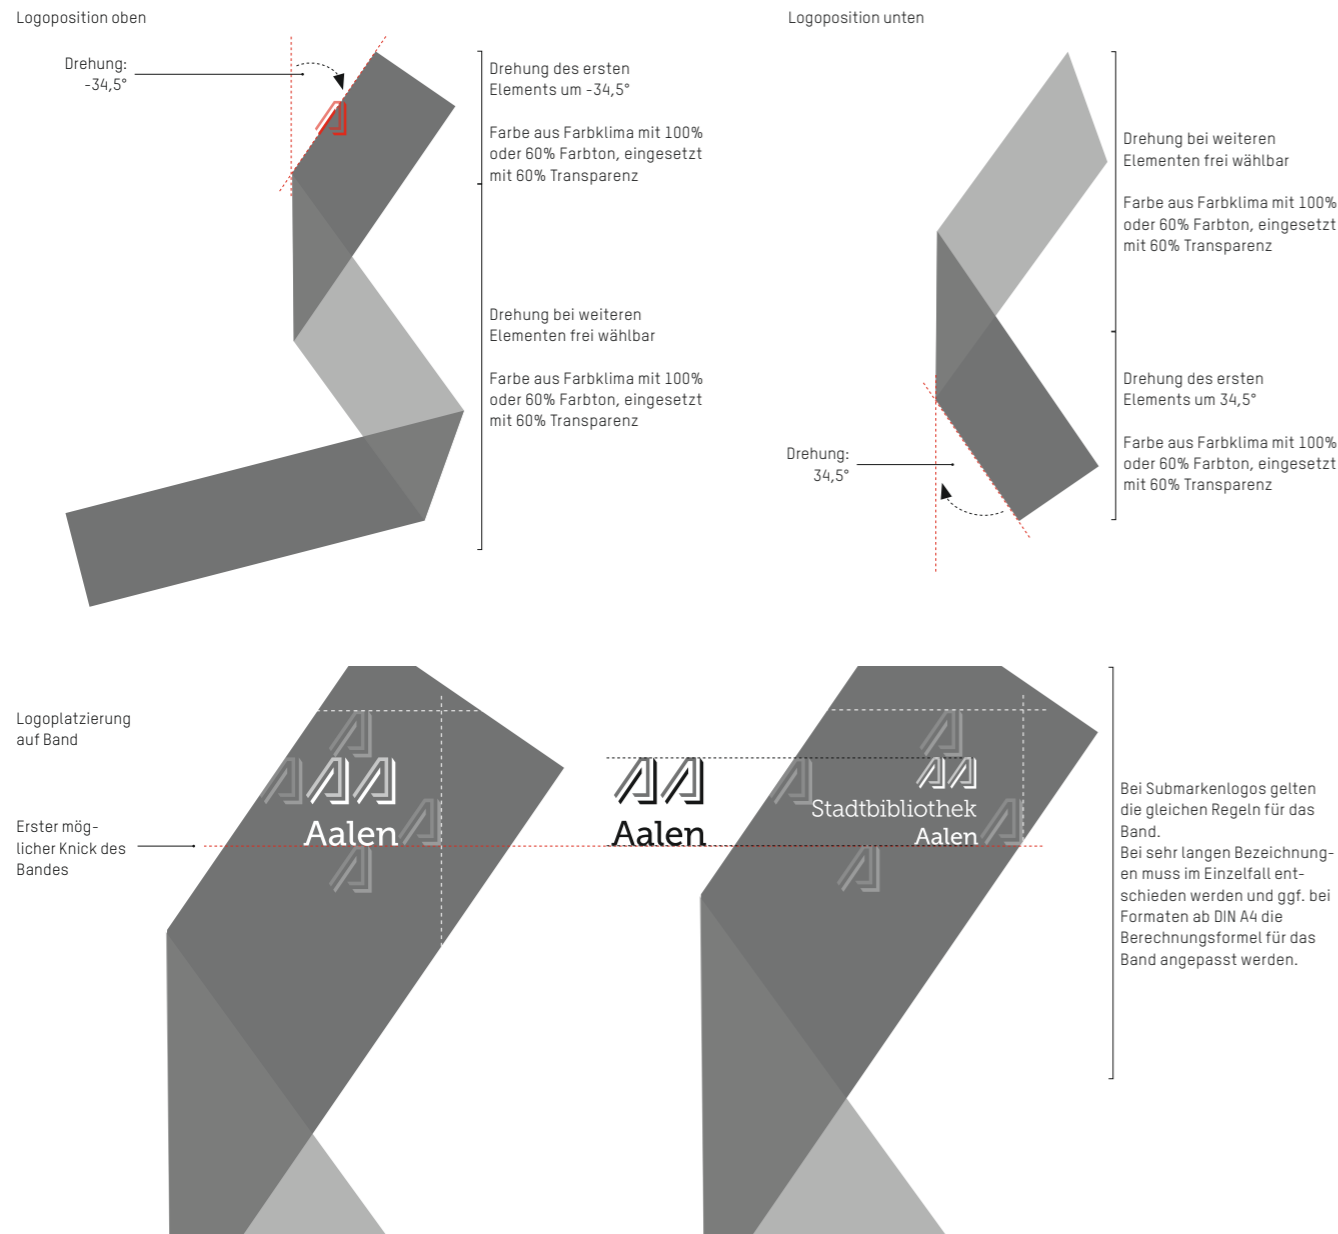 Logoposition oben
Drehung:
-34,5°
Drehung des ersten
Elements um -34,5°
Farbe aus Farbklima mit 100%
oder 60% Farbton, eingesetzt
mit 60% Transparenz
Drehung bei weiteren
Elementen frei wählbar
Farbe aus Farbklima mit 100%
oder 60% Farbton, eingesetzt
mit 60% Transparenz
Logoposition unten
Drehung bei weiteren
Elementen frei wählbar
Farbe aus Farbklima mit 100%
oder 60% Farbton, eingesetzt
mit 60% Transparenz
Drehung des ersten
Elements um 34,5°
Farbe aus Farbklima mit 100%
oder 60% Farbton, eingesetzt
mit 60% Transparenz
Drehung:
34,5°
Logoplatzierung
auf Band
Erster mög-
licher Knick des
Bandes
AA
Aalen
AA
Aalen
AA
Stadtbibliothek
Aalen
Bei Submarkenlogos gelten
die gleichen Regeln für das
Band.
Bei sehr langen Bezeichnung-
en muss im Einzelfall ent-
schieden werden und ggf. bei
Formaten ab DIN A4 die
Berechnungsformel für das
Band angepasst werden.